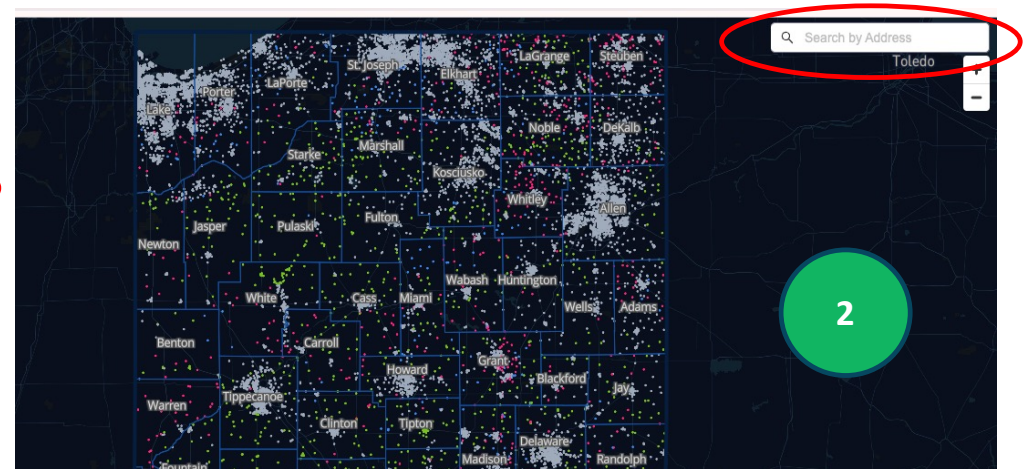 Search by Address
Toledo
+
−
LaGrange
Steuben
St. Joseph
Elkhart
LaPorte
Porter
Lake
Noble
DeKalb
Marshall
Starke
Kosciusko
Whitley
Allen
Fulton
Jasper
Pulaski
Newton
Wabash
Huntington
White
Cass
Miami
Wells
Adams
2
Benton
Carroll
Grant
Howard
Blackford
Jay
Tippecanoe
Warren
Clinton
Tipton
Delaware
Madison
Randolph
Fountain